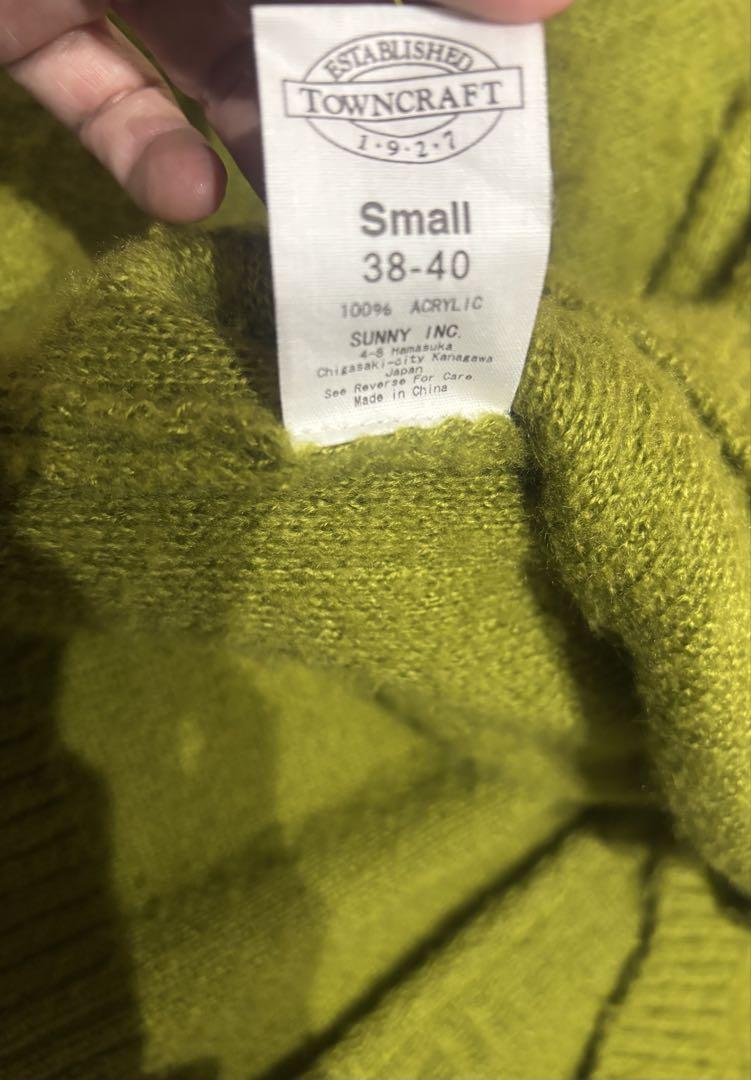 ESTABLISHED
TOWNCRAFT
1·9·2·7
Small
38-40
100% ACRYLIC
SUNNY INC.
4-8 Hamasuka
Chigasaki-city Kanagawa
Japan
See Reverse For Care
Made in China